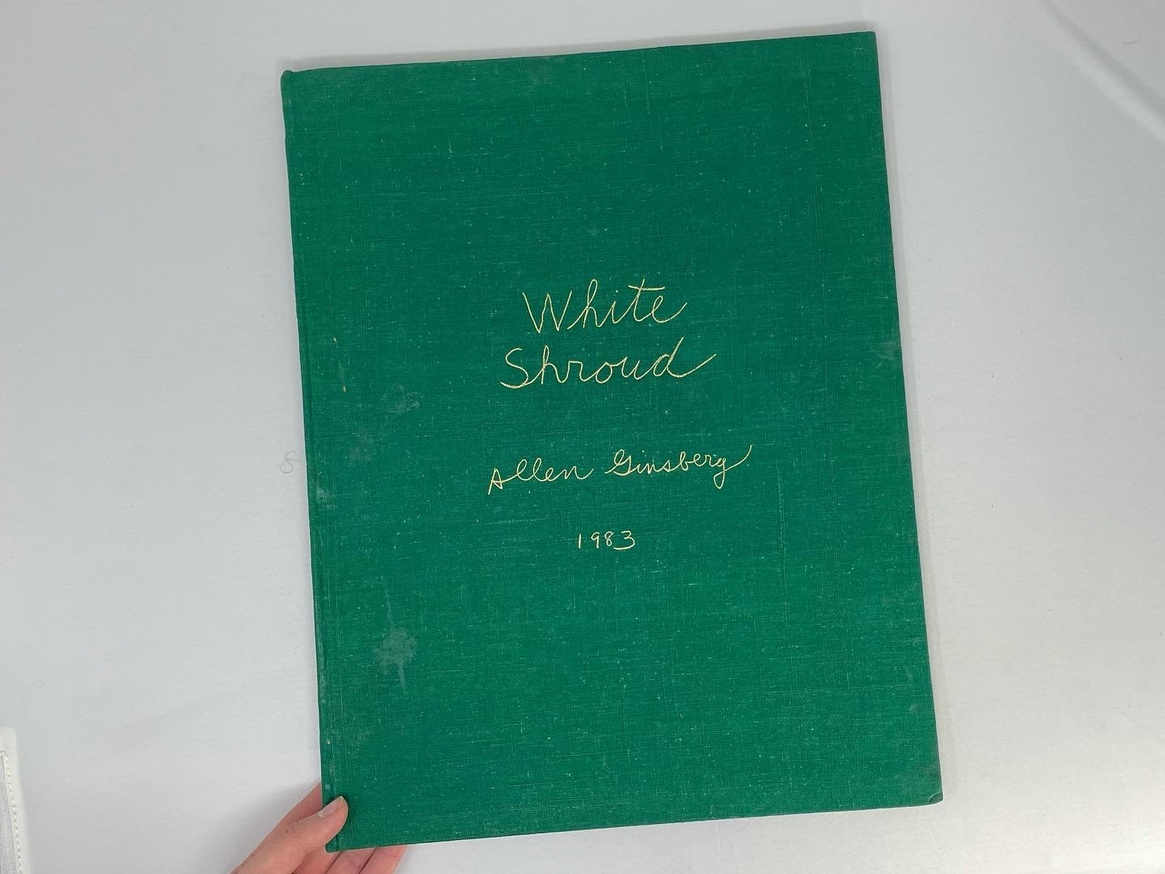 White
Shroud
Allen Ginsberg
1983